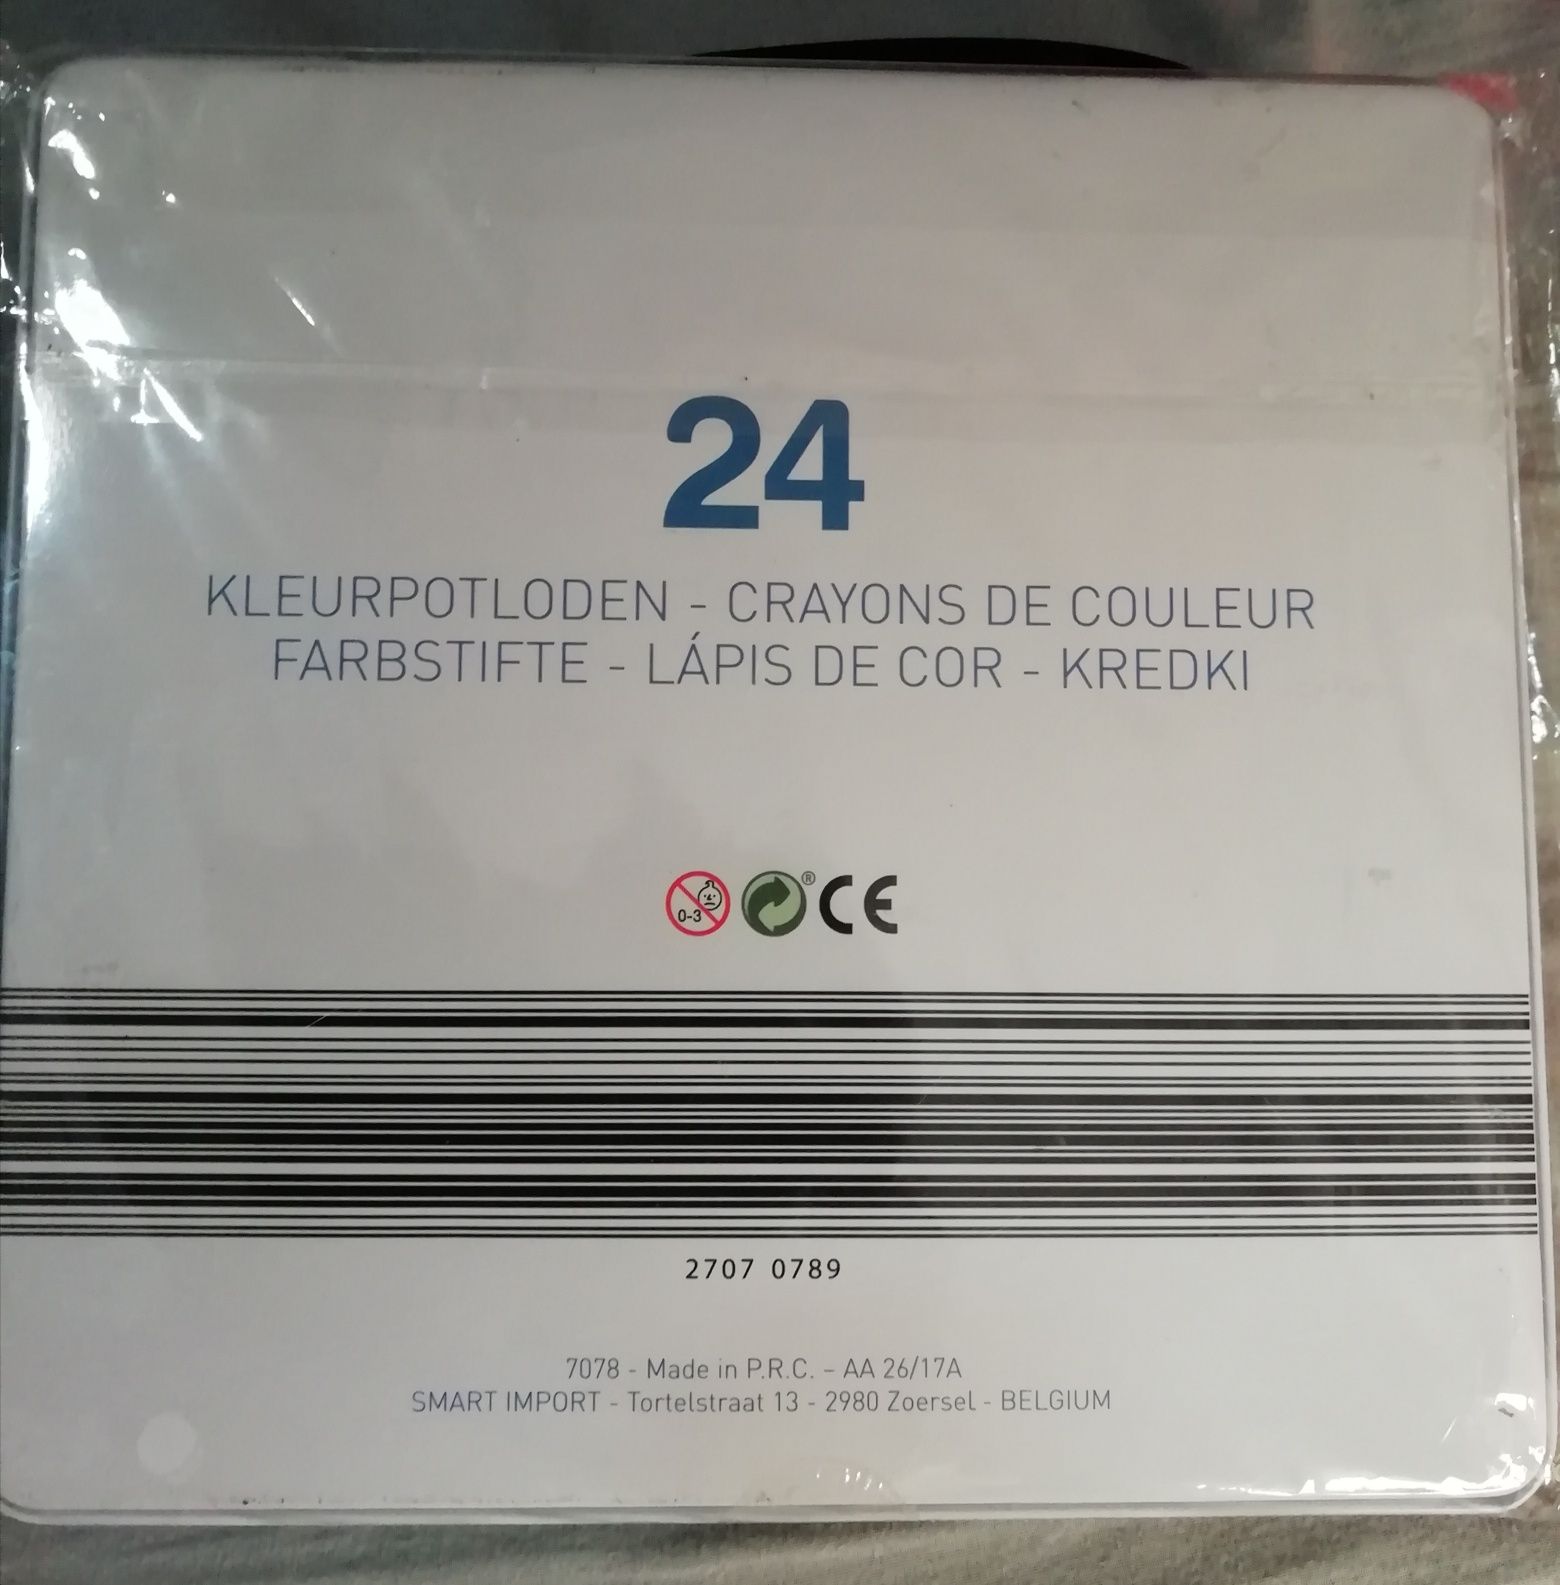 24
KLEURPOTLODEN - CRAYONS DE COULEUR
FARBSTIFTE - LÁPIS DE COR - KREDKI
0-3 ® CE
2707 0789
7078 - Made in P.R.C. - AA 26/17A
SMART IMPORT - Tortelstraat 13 - 2980 Zoersel - BELGIUM